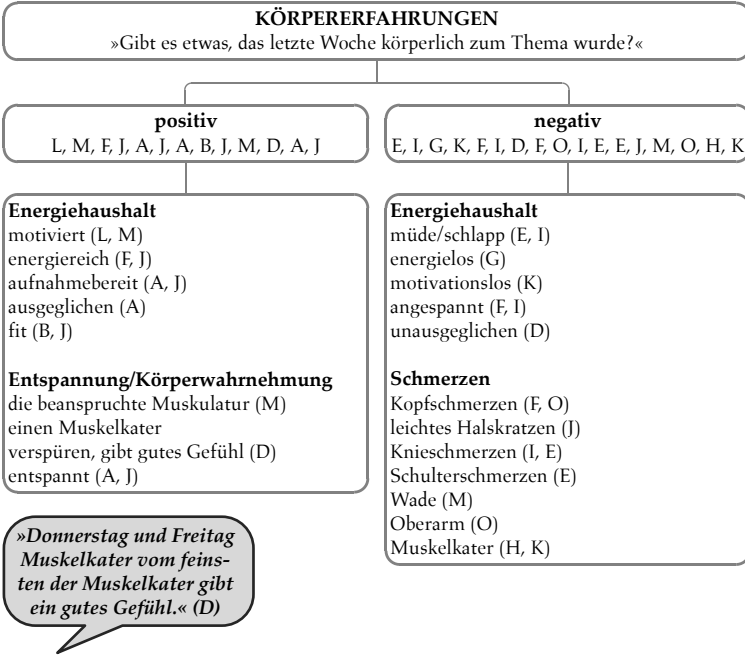 KÖRPERERFAHRUNGEN
»Gibt es etwas, das letzte Woche körperlich zum Thema wurde?«
positiv
L, M, F, J, A, J, A, B, J, M, D, A, J
negativ
E, I, G, K, F, I, D, F, O, I, E, E, J, M, O, H, K
Energiehaushalt
motiviert (L, M)
energiereich (F, J)
aufnahmebereit (A, J)
ausgeglichen (A)
fit (B, J)
Entspannung/Körperwahrnehmung
die beanspruchte Muskulatur (M)
einen Muskelkater
verspüren, gibt gutes Gefühl (D)
entspannt (A, J)
Energiehaushalt
müde/schlapp (E, I)
energielos (G)
motivationslos (K)
angespannt (F, I)
unausgeglichen (D)
Schmerzen
Kopfschmerzen (F, O)
leichtes Halskratzen (J)
Knieschmerzen (I, E)
Schulterschmerzen (E)
Wade (M)
Oberarm (O)
Muskelkater (H, K)
»Donnerstag und Freitag
Muskelkater vom feins-
ten der Muskelkater gibt
ein gutes Gefühl.« (D)